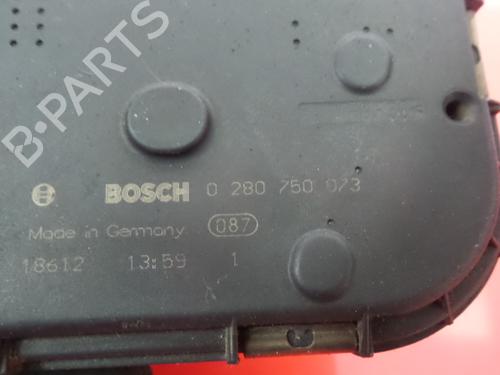 B-PARTS
BOSCH 0 280 750 073
Made in Germany 087
18612 13:59 1